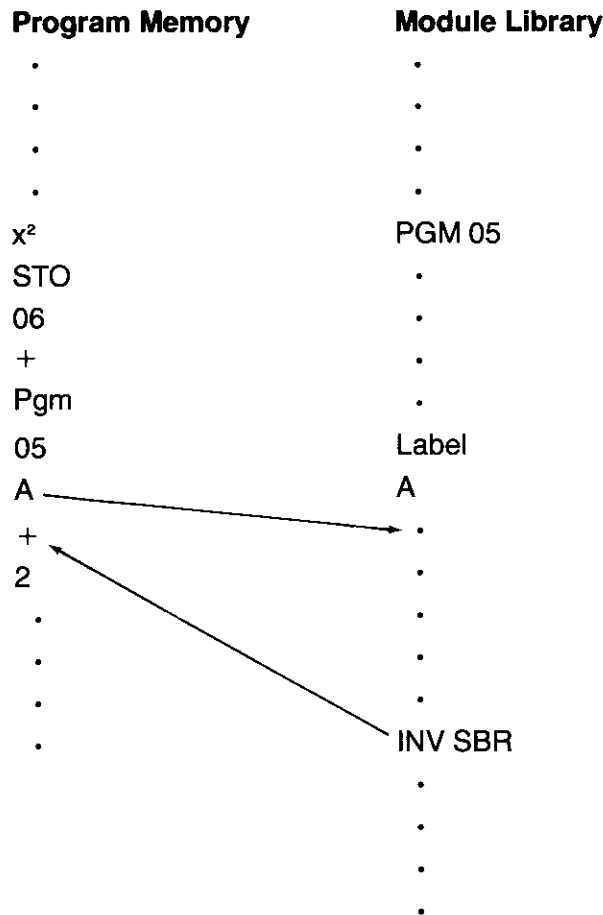 Program Memory
x²
STO
06
+
Pgm
05
A
+
2
Module Library
PGM 05
Label
A
INV SBR